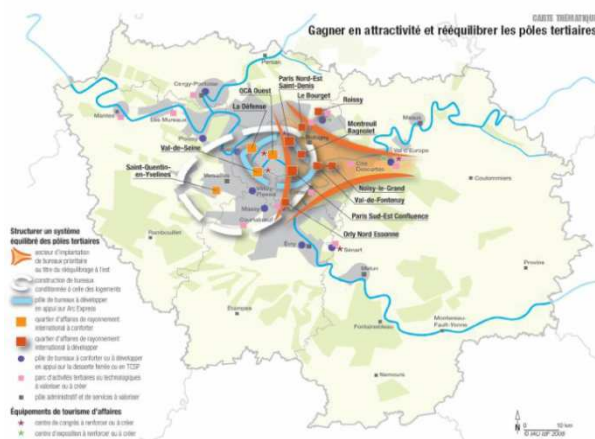 CARTE THÉMATIQUE
Gagner en attractivité et rééquilibrer les pôles tertiaires
Persan
Cergy-Pontoise
QCA Ouest
Paris Nord-Est
Saint-Denis
Le Bourget
Roissy
La Défense
Mantes
Les Mureaux
Montreuil
Bagnolet
Meaux
Val d'Europe
Poissy
Bobigny
Val-de-Seine
Cité
Descartes
Saint-Quentin-
en-Yvelines
Versailles
Coulommiers
Noisy-le-Grand
Val-de-Fontenay
Vélizy
Massy
Paris Sud-Est Confluence
Orly Nord Essonne
Rambouillet
Évry
Sénart
Melun
Provins
Étampes
Fontainebleau
Montereau-
Fault-Yonne
Nemours
Structurer un système
équilibré des pôles tertiaires
secteur d'implantation
de bureaux prioritaire
au titre du rééquilibrage à l'est
construction de bureaux
conditionnée à celle des logements
pôle de bureaux à développer
en appui sur Arc Express
quartier d'affaires de rayonnement
international à conforter
quartier d'affaires de rayonnement
international à développer
pôle de bureaux à conforter ou à développer
en appui sur la desserte ferrée ou en TCSP
parc d'activités tertiaires ou technologiques
à valoriser ou à créer
pôle administratif et de services à valoriser
Équipements de tourisme d'affaires
centre de congrès à renforcer ou à créer
centre d'exposition à renforcer ou à créer
N
0 10 km
© IAU îdF 2008